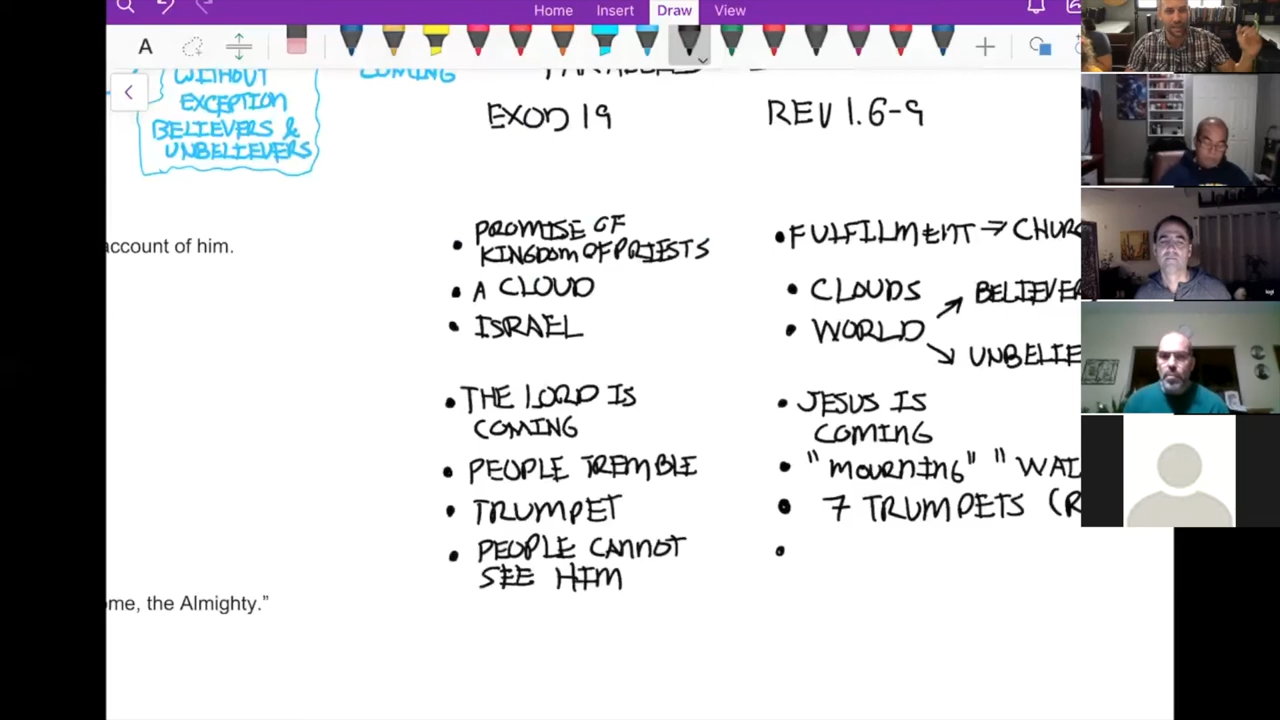 Home Insert Draw View
A
WITHOUT
EXCEPTION
BELIEVERS &
UNBELIEVERS
COMING
PARALLELS
EXOD 19
REV 1.6-9
account of him.
• PROMISE OF
KINGDOM OF PRIESTS
• A CLOUD
• ISRAEL
• THE LORD IS
COMING
• PEOPLE TREMBLE
• TRUMPET
• PEOPLE CANNOT
SEE HIM
• FULFILMENT → CHURC
• CLOUDS
• WORLD
BELIEVER
UNBELIE
• JESUS IS
COMING
• "MOURNING" "WAI
• 7 TRUMPETS (R
•
ome, the Almighty."